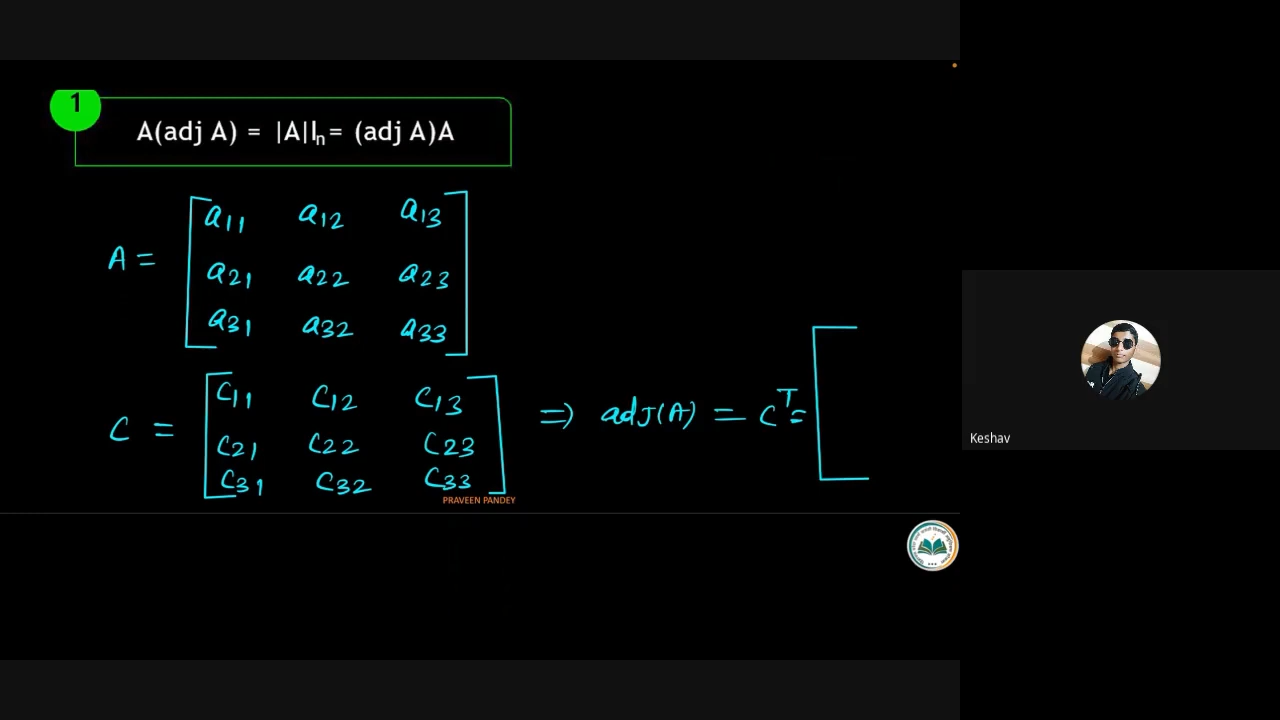 1
A(adj A) = |A|Iₙ = (adj A)A
A = [ a₁₁ a₁₂ a₁₃
a₂₁ a₂₂ a₂₃
a₃₁ a₃₂ a₃₃ ]
C = [ C₁₁ C₁₂ C₁₃
C₂₁ C₂₂ C₂₃
C₃₁ C₃₂ C₃₃ ]
⇒ adj(A) = Cᵀ = [
PRAVEEN PANDEY
Keshav